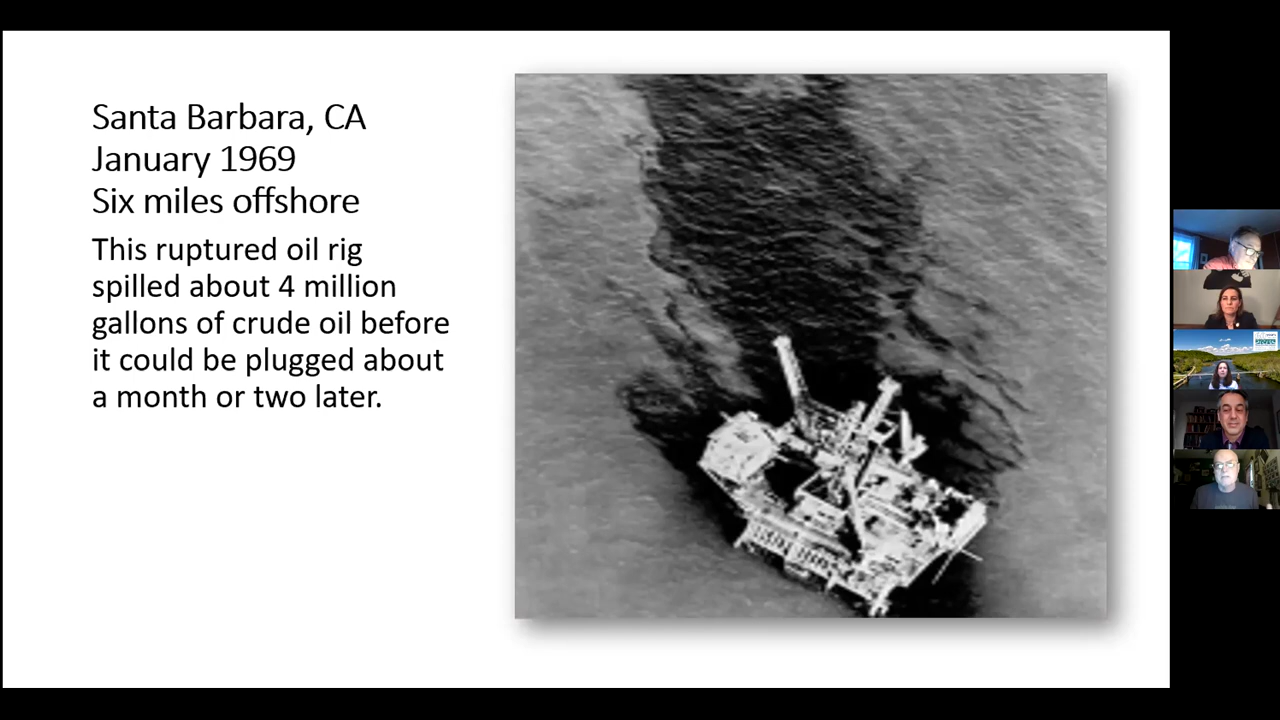 Santa Barbara, CA
January 1969
Six miles offshore
This ruptured oil rig
spilled about 4 million
gallons of crude oil before
it could be plugged about
a month or two later.